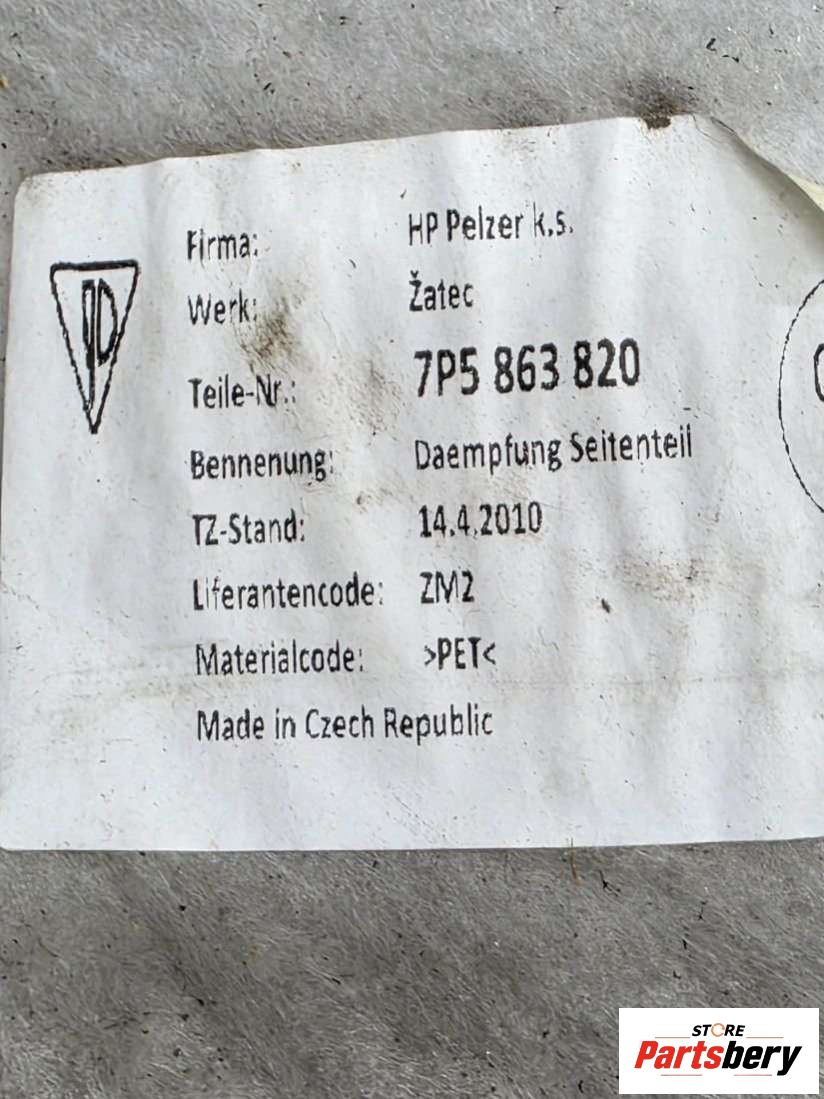 Firma: HP Pelzer k.s.
Werk: Žatec
Teile-Nr.: 7P5 863 820
Bennenung: Daempfung Seitenteil
TZ-Stand: 14.4.2010
Liferantencode: ZM2
Materialcode: >PET<
Made in Czech Republic
STORE
Partsbery